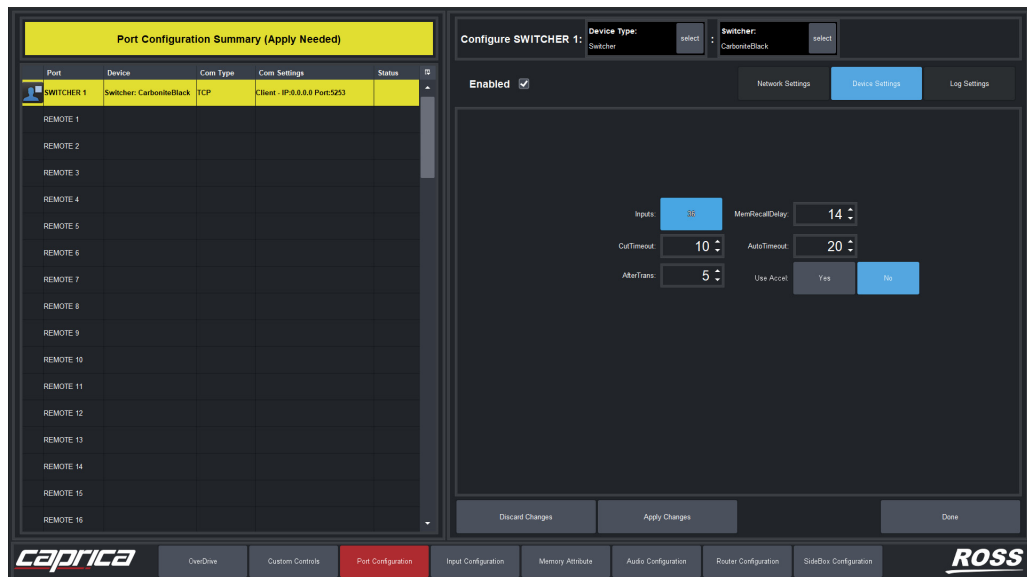 Port Configuration Summary (Apply Needed)
Port Device Com Type Com Settings Status
SWITCHER 1 Switcher: CarboniteBlack TCP Client - IP:0.0.0.0 Port:5253
REMOTE 1
REMOTE 2
REMOTE 3
REMOTE 4
REMOTE 5
REMOTE 6
REMOTE 7
REMOTE 8
REMOTE 9
REMOTE 10
REMOTE 11
REMOTE 12
REMOTE 13
REMOTE 14
REMOTE 15
REMOTE 16
Configure SWITCHER 1: Device Type: Switcher select : Switcher: CarboniteBlack select
Enabled Network Settings Device Settings Log Settings
Inputs: 36 MemRecallDelay: 14
CutTimeout: 10 AutoTimeout: 20
AfterTrans: 5 Use Accel: Yes No
Discard Changes Apply Changes Done
caprica OverDrive Custom Controls Port Configuration Input Configuration Memory Attribute Audio Configuration Router Configuration SideBox Configuration ROSS